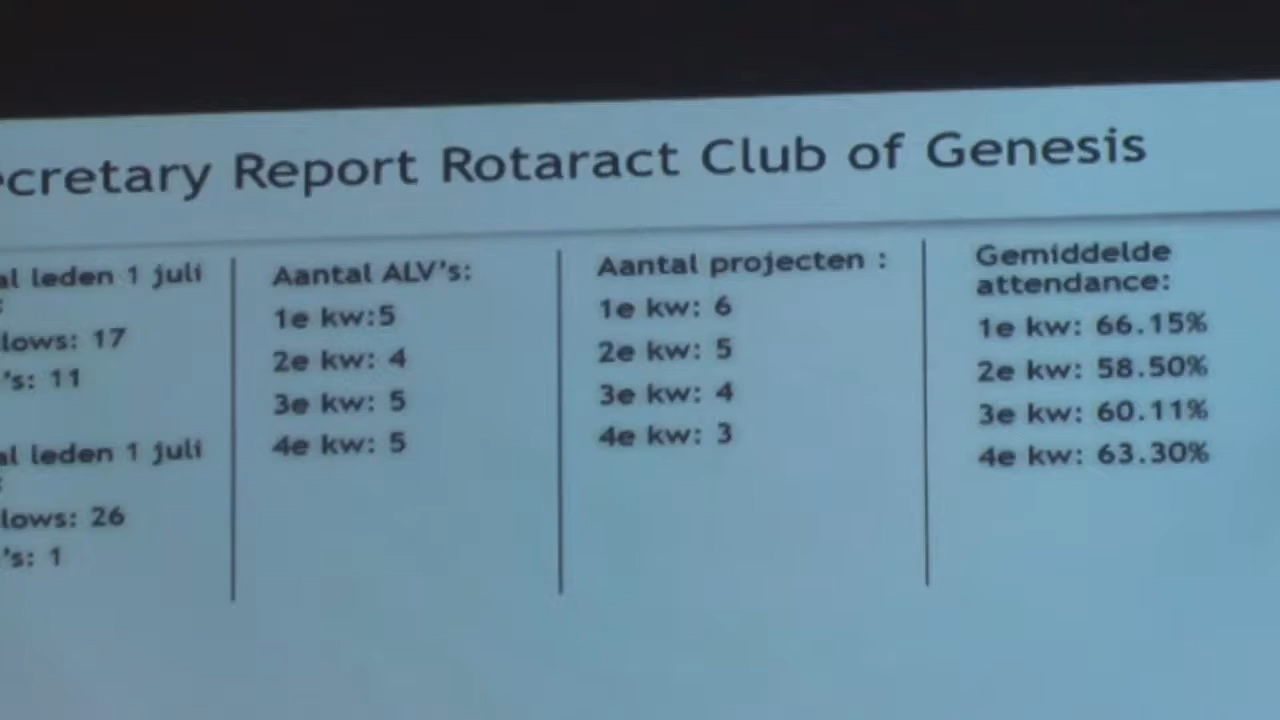 Secretary Report Rotaract Club of Genesis
al leden 1 juli
:
lows: 17
's: 11
al leden 1 juli
:
lows: 26
's: 1
Aantal ALV's:
1e kw:5
2e kw: 4
3e kw: 5
4e kw: 5
Aantal projecten :
1e kw: 6
2e kw: 5
3e kw: 4
4e kw: 3
Gemiddelde
attendance:
1e kw: 66.15%
2e kw: 58.50%
3e kw: 60.11%
4e kw: 63.30%